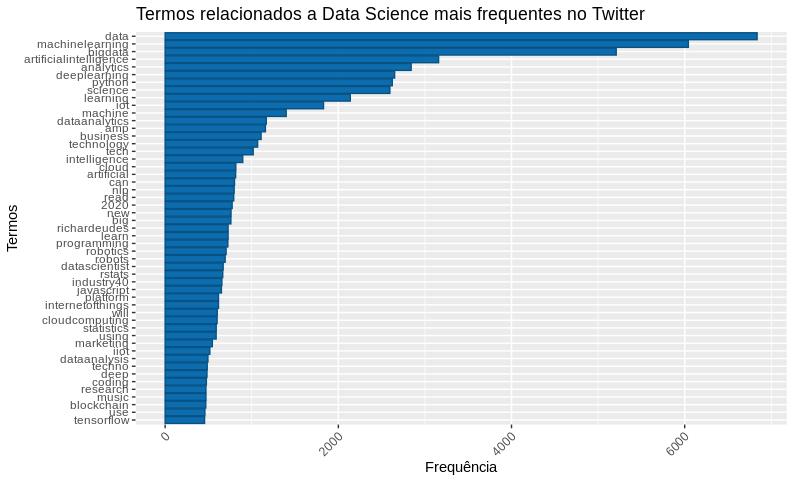 Termos relacionados a Data Science mais frequentes no Twitter
data
machinelearning
bigdata
artificialintelligence
analytics
deeplearning
python
science
learning
iot
machine
dataanalytics
amp
business
technology
tech
intelligence
cloud
artificial
can
nlp
read
2020
new
big
richardeudes
learn
programming
robotics
robots
datascientist
rstats
industry40
javascript
platform
internetofthings
will
cloudcomputing
statistics
using
marketing
iiot
dataanalysis
techno
deep
coding
research
music
blockchain
use
tensorflow
Termos
0
2000
4000
6000
Frequência